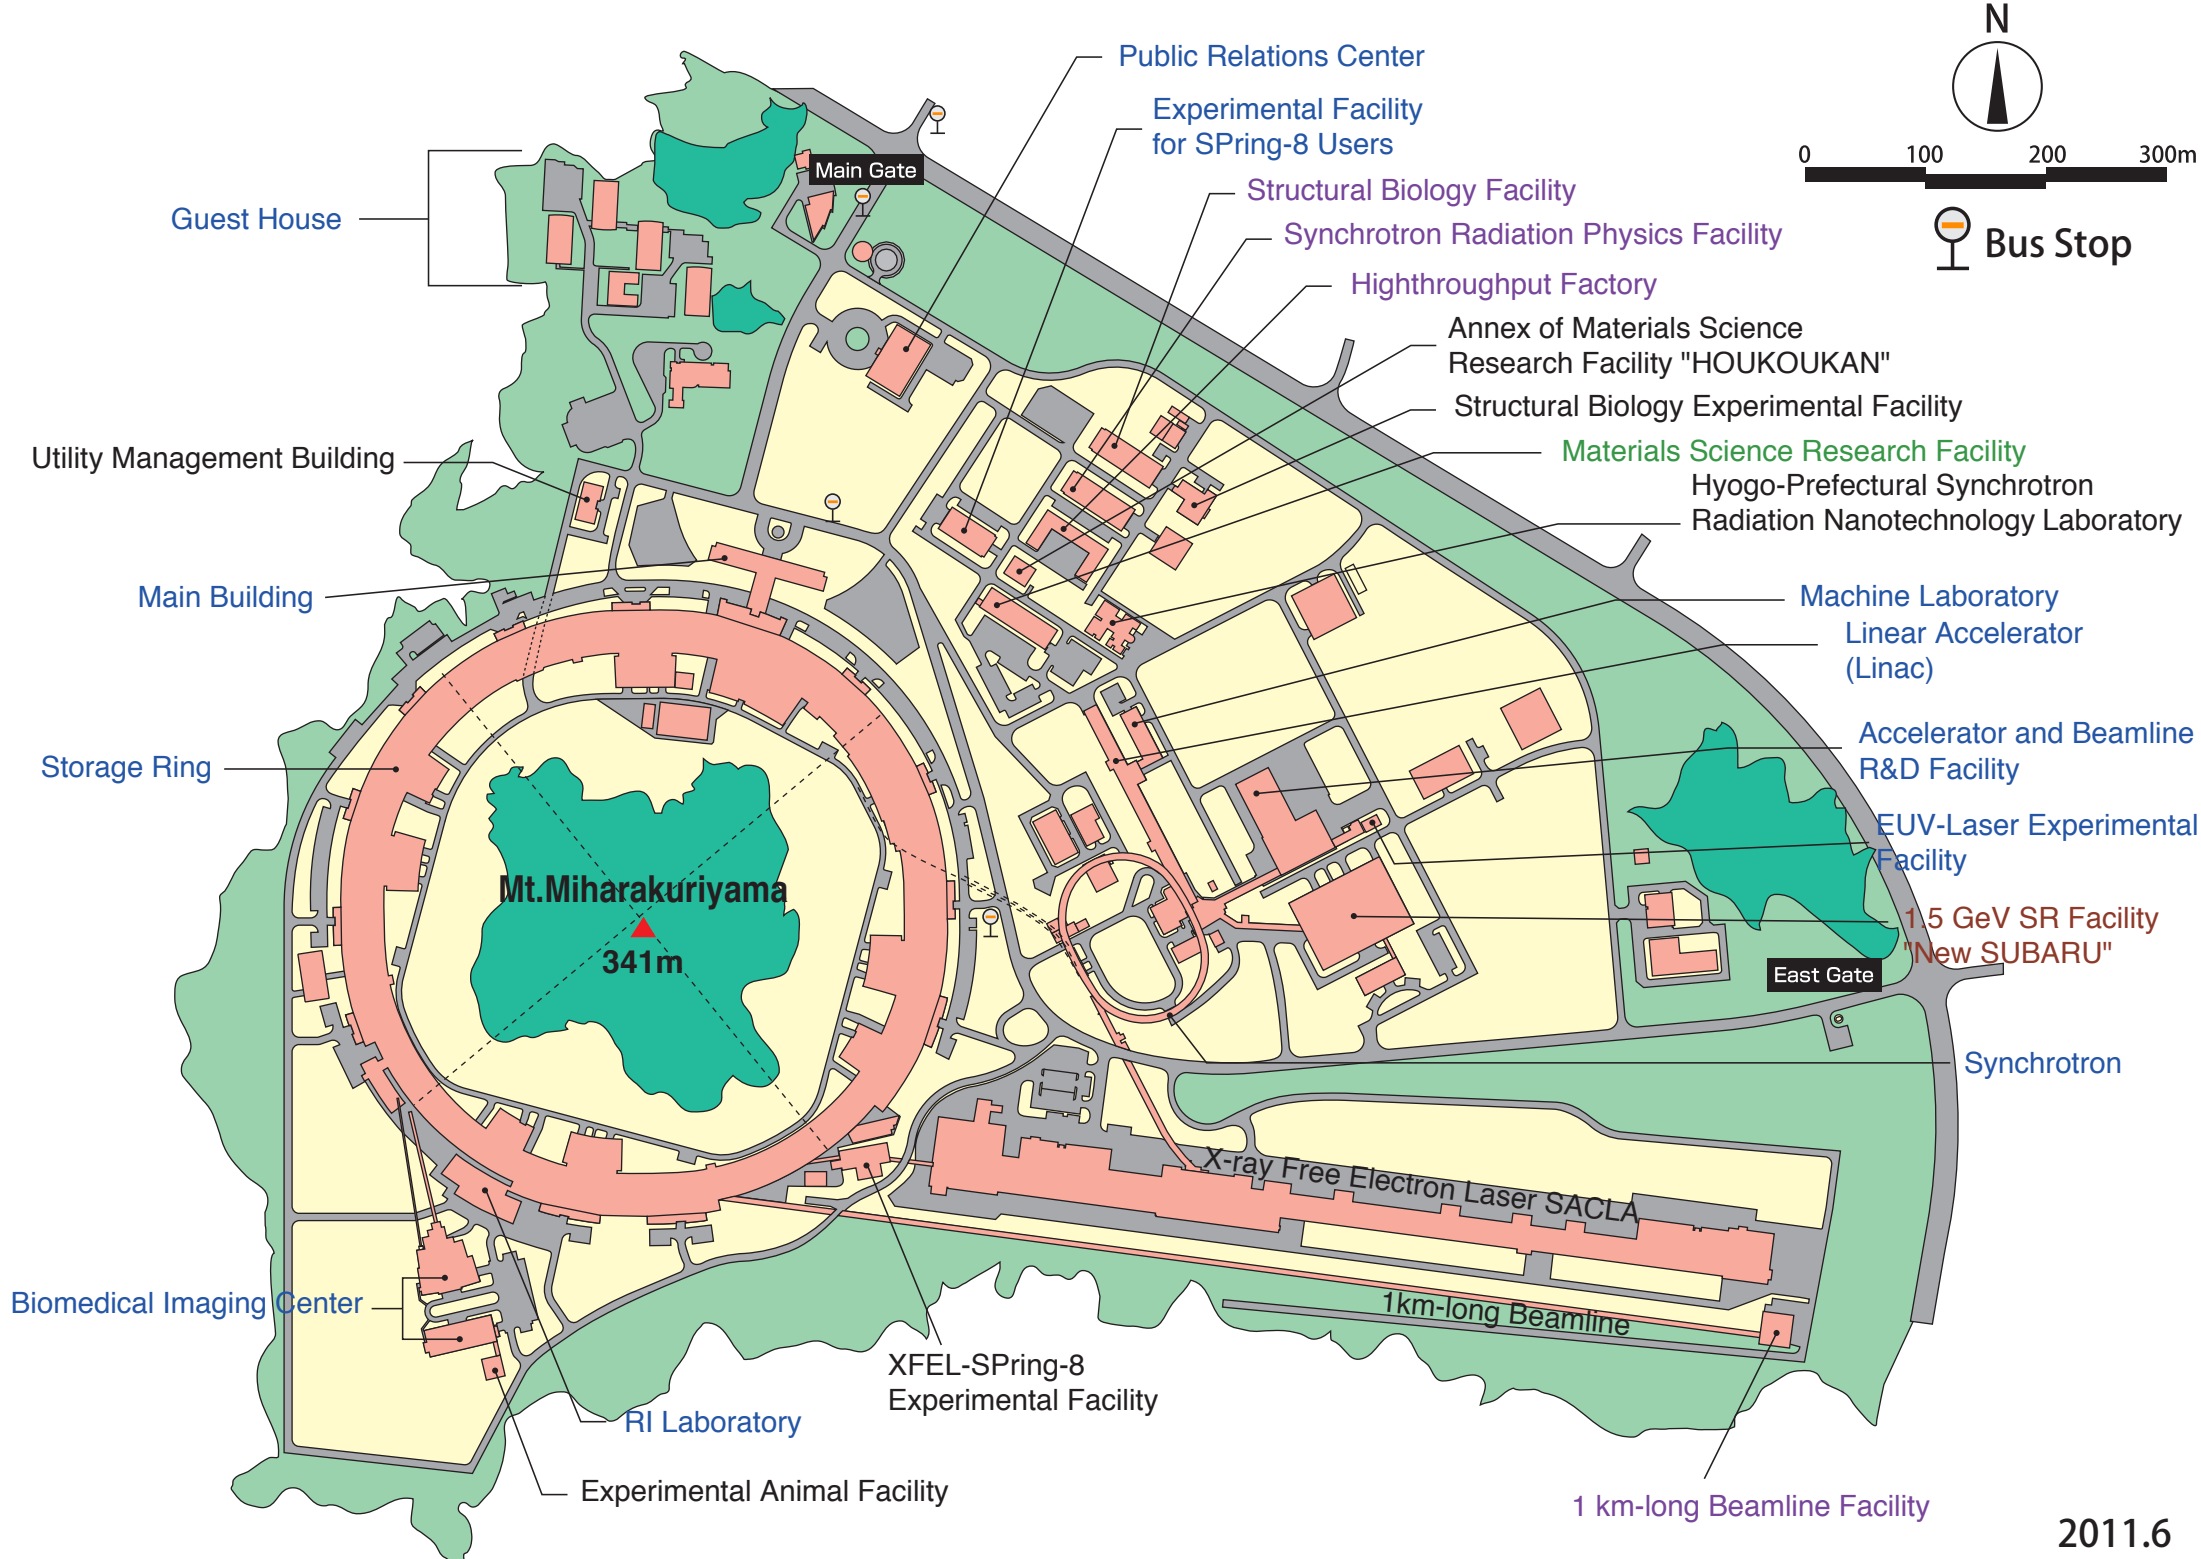 N
0 100 200 300m
Bus Stop
Public Relations Center
Experimental Facility
for SPring-8 Users
Main Gate
Structural Biology Facility
Guest House
Synchrotron Radiation Physics Facility
Highthroughput Factory
Annex of Materials Science
Research Facility "HOUKOUKAN"
Structural Biology Experimental Facility
Utility Management Building
Materials Science Research Facility
Hyogo-Prefectural Synchrotron
Radiation Nanotechnology Laboratory
Main Building
Machine Laboratory
Linear Accelerator
(Linac)
Storage Ring
Accelerator and Beamline
R&D Facility
EUV-Laser Experimental
Facility
Mt.Miharakuriyama
341m
1.5 GeV SR Facility
"New SUBARU"
East Gate
Synchrotron
X-ray Free Electron Laser SACLA
1km-long Beamline
Biomedical Imaging Center
XFEL-SPring-8
Experimental Facility
RI Laboratory
Experimental Animal Facility
1 km-long Beamline Facility
2011.6